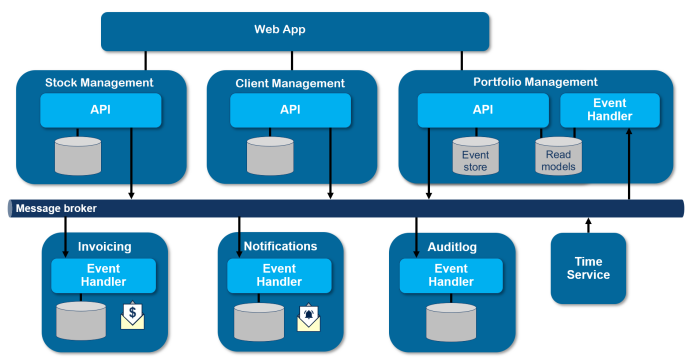 Web App
Stock Management
API
Client Management
API
Portfolio Management
API
Event
Handler
Event
store
Read
models
Message broker
Invoicing
Event
Handler
$
Notifications
Event
Handler
Auditlog
Event
Handler
Time
Service